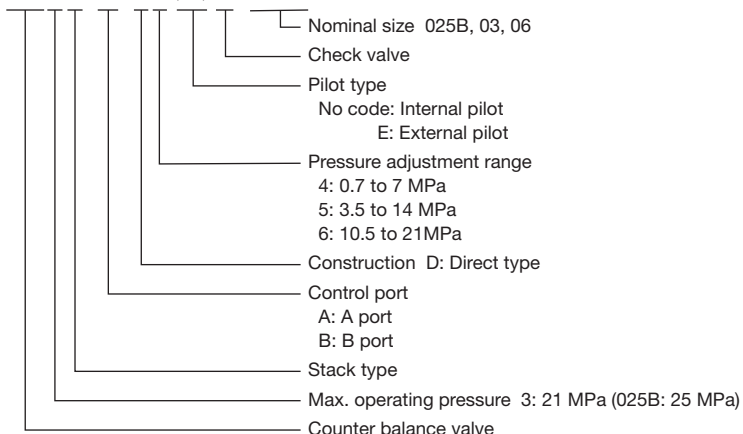 Nominal size 025B, 03, 06
Check valve
Pilot type
No code: Internal pilot
E: External pilot
Pressure adjustment range
4: 0.7 to 7 MPa
5: 3.5 to 14 MPa
6: 10.5 to 21MPa
Construction D: Direct type
Control port
A: A port
B: B port
Stack type
Max. operating pressure 3: 21 MPa (025B: 25 MPa)
Counter balance valve